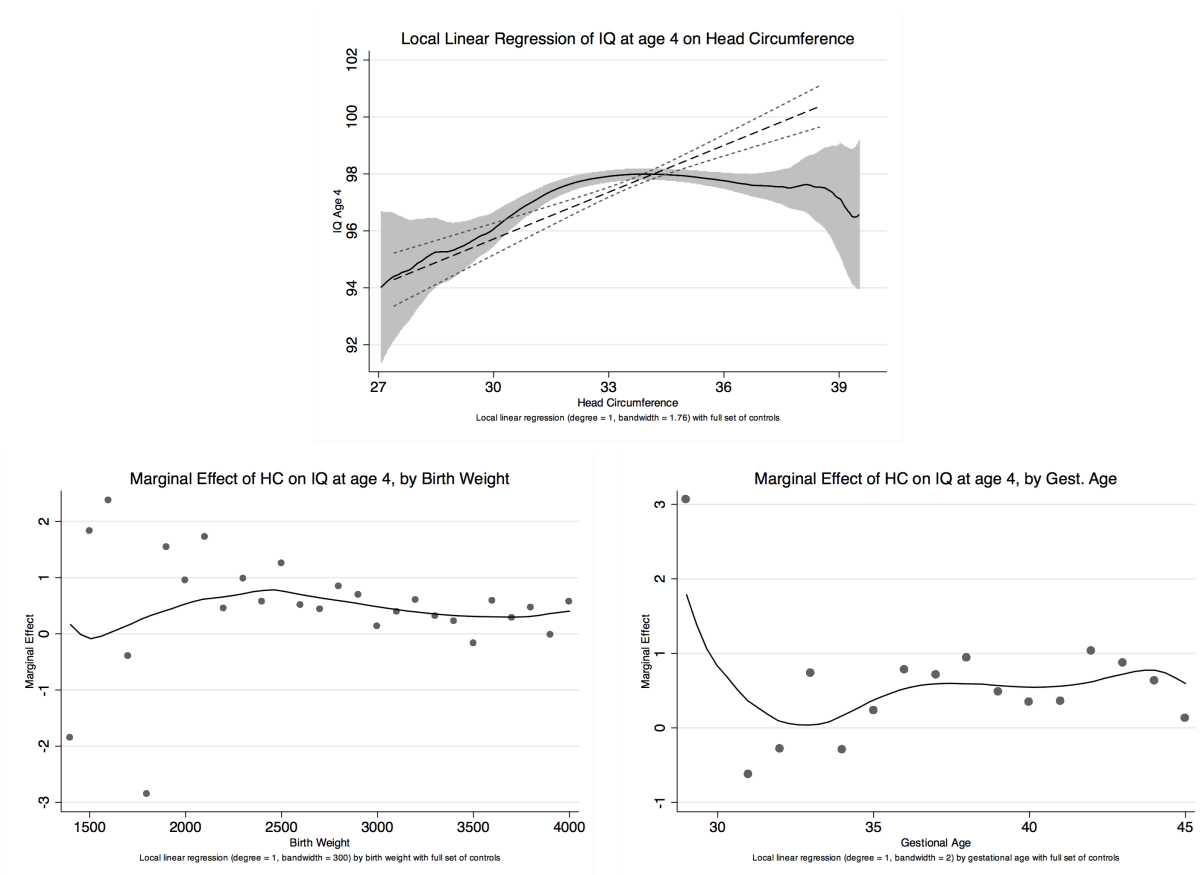 Local Linear Regression of IQ at age 4 on Head Circumference
102
100
98
96
94
92
IQ Age 4
27 30 33 36 39
Head Circumference
Local linear regression (degree = 1, bandwidth = 1.76) with full set of controls
Marginal Effect of HC on IQ at age 4, by Birth Weight
2
1
0
-1
-2
-3
Marginal Effect
1500 2000 2500 3000 3500 4000
Birth Weight
Local linear regression (degree = 1, bandwidth = 300) by birth weight with full set of controls
Marginal Effect of HC on IQ at age 4, by Gest. Age
3
2
1
0
-1
Marginal Effect
30 35 40 45
Gestional Age
Local linear regression (degree = 1, bandwidth = 2) by gestational age with full set of controls